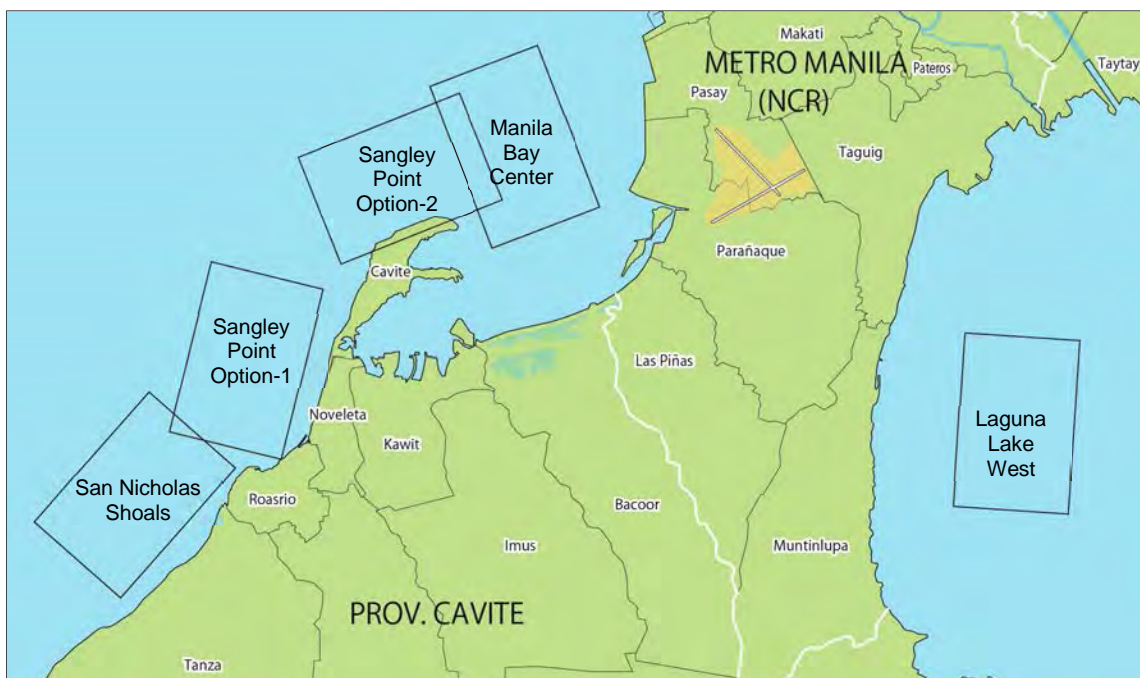 Makati
METRO MANILA
(NCR)
Pateros
Taytay
Pasay
Manila
Bay
Center
Sangley
Point
Option-2
Taguig
Parañaque
Cavite
Sangley
Point
Option-1
Las Piñas
Noveleta
Kawit
Laguna
Lake
West
San Nicholas
Shoals
Roasrio
Bacoor
Imus
Muntinlupa
PROV. CAVITE
Tanza